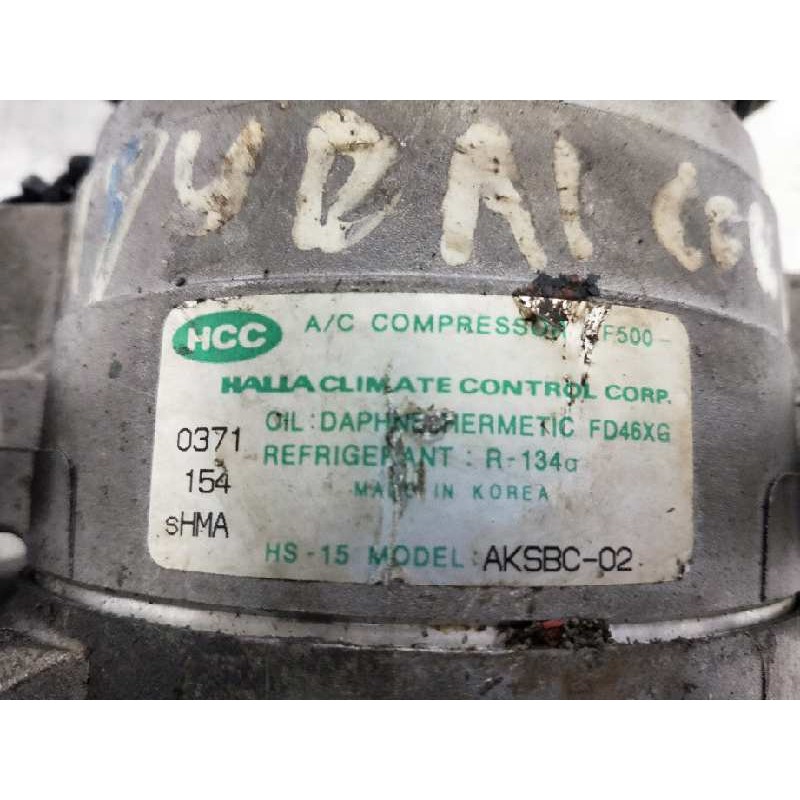 HCC
A/C COMPRESSOR F500-
HALLA CLIMATE CONTROL CORP.
OIL : DAPHNE HERMETIC FD46XG
0371
REFRIGERANT : R-134a
154
MADE IN KOREA
sHMA
HS-15 MODEL: AKSBC-02